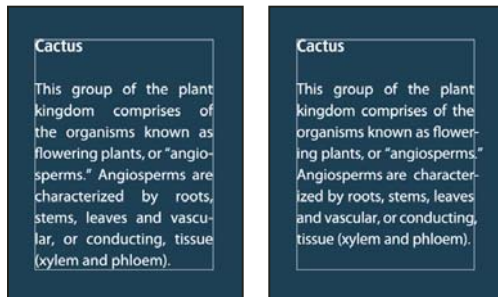 Cactus
This group of the plant
kingdom comprises of
the organisms known as
flowering plants, or “angio-
sperms.” Angiosperms are
characterized by roots,
stems, leaves and vascu-
lar, or conducting, tissue
(xylem and phloem).
Cactus
This group of the plant
kingdom comprises of the
organisms known as flower-
ing plants, or “angiosperms.”
Angiosperms are character-
ized by roots, stems, leaves
and vascular, or conducting,
tissue (xylem and phloem).